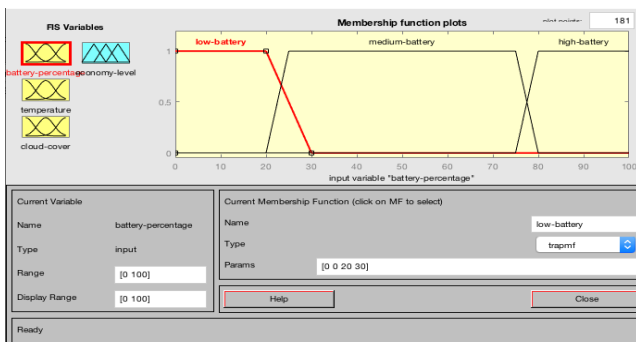 FIS Variables
Membership function plots
plot points:
181
low-battery
medium-battery
high-battery
1
0.5
0
battery-percentage
economy-level
temperature
cloud-cover
0 10 20 30 40 50 60 70 80 90 100
input variable "battery-percentage"
Current Variable
Current Membership Function (click on MF to select)
Name
battery-percentage
Name
low-battery
Type
input
Type
trapmf
Params
[0 0 20 30]
Range
[0 100]
Display Range
[0 100]
Help
Close
Ready